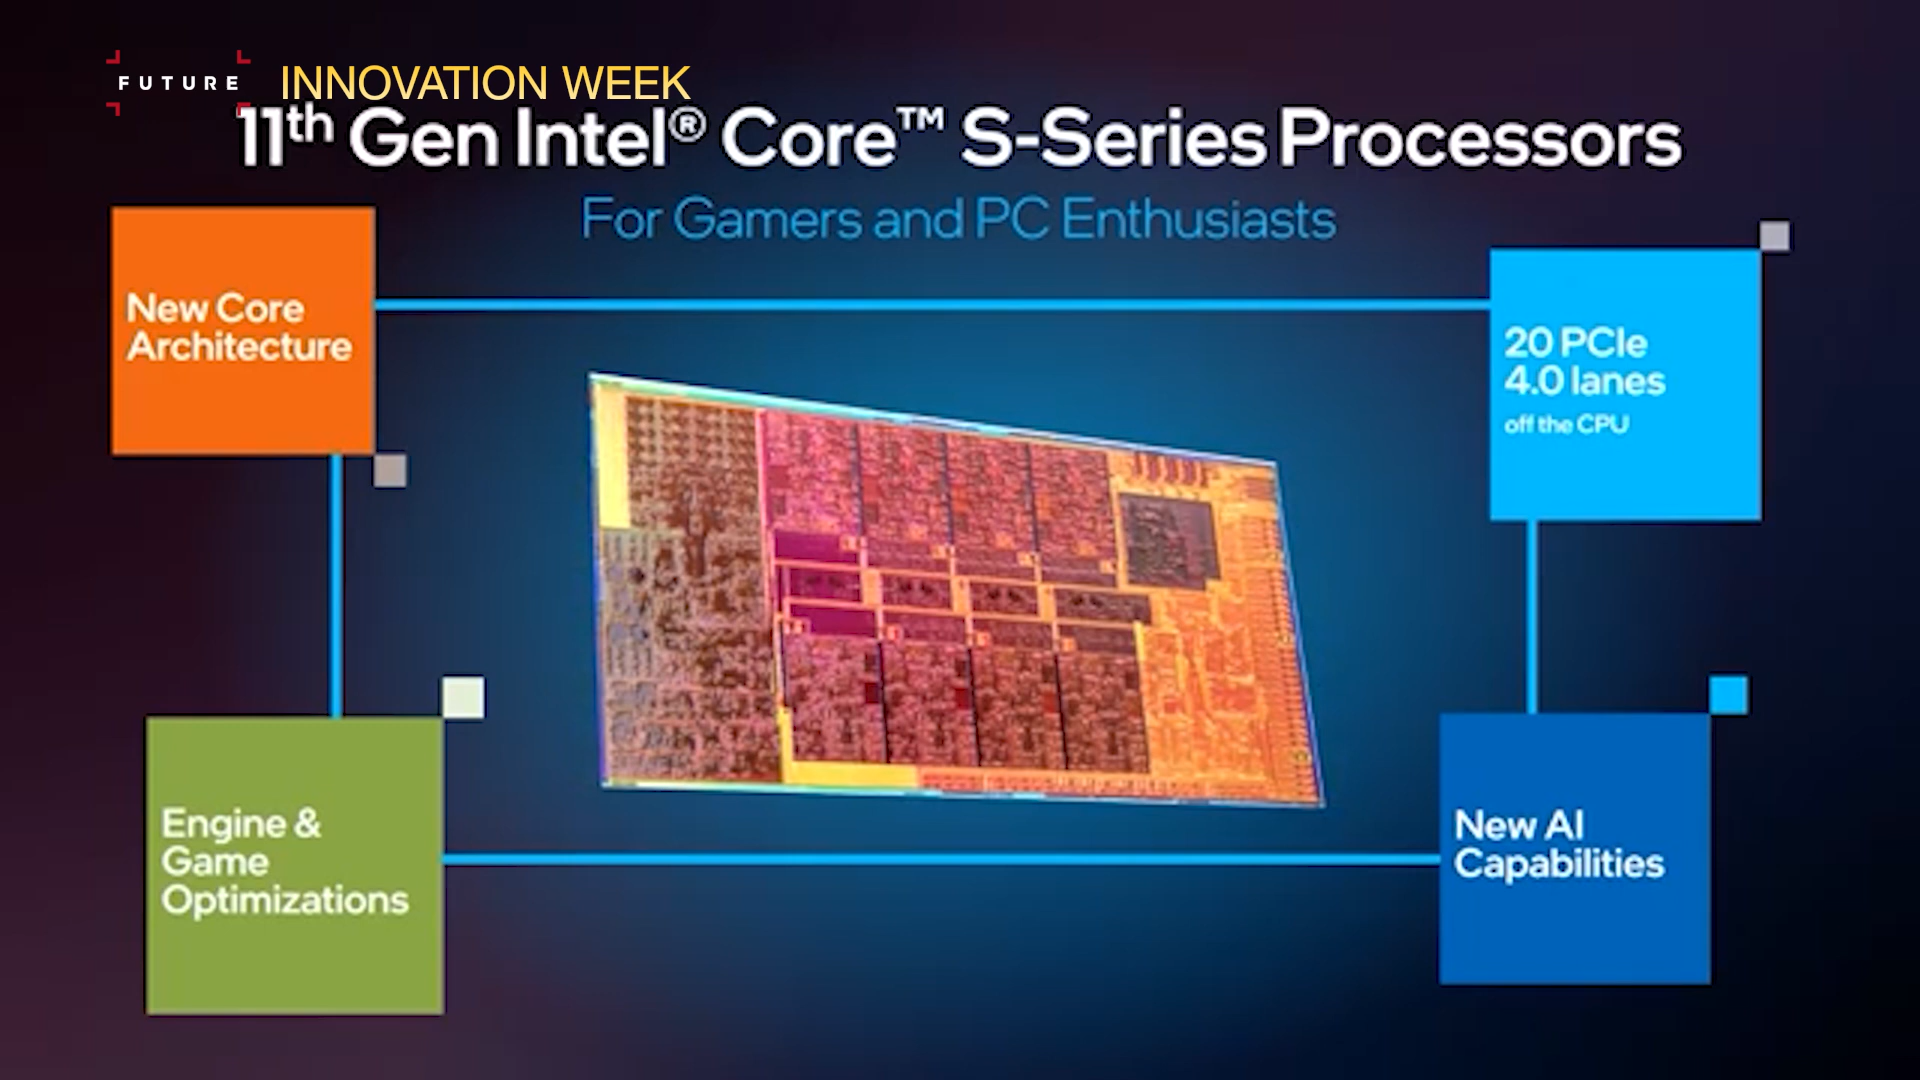 FUTURE INNOVATION WEEK
11th Gen Intel® Core™ S-Series Processors
For Gamers and PC Enthusiasts
New Core
Architecture
20 PCIe
4.0 lanes
off the CPU
Engine &
Game
Optimizations
New AI
Capabilities